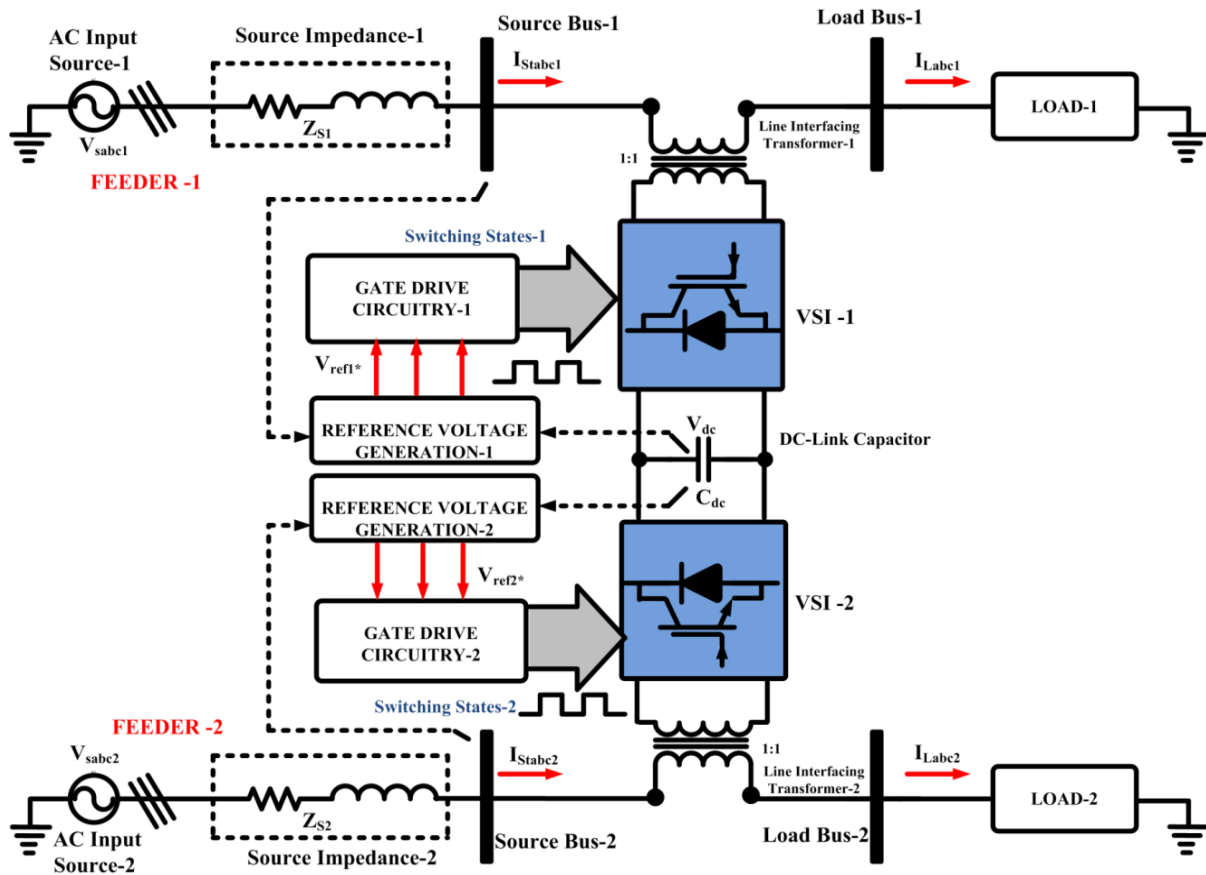 Source Bus-1
Load Bus-1
AC Input
Source-1
Source Impedance-1
I_Stabc1
I_Labc1
Z_S1
V_sabc1
Line Interfacing
Transformer-1
LOAD-1
1:1
FEEDER -1
Switching States-1
GATE DRIVE
CIRCUITRY-1
VSI -1
V_ref1*
REFERENCE VOLTAGE
GENERATION-1
V_dc
DC-Link Capacitor
REFERENCE VOLTAGE
GENERATION-2
C_dc
V_ref2*
VSI -2
GATE DRIVE
CIRCUITRY-2
Switching States-2
FEEDER -2
V_sabc2
I_Stabc2
1:1
I_Labc2
Line Interfacing
Transformer-2
LOAD-2
Z_S2
AC Input
Source-2
Source Impedance-2
Source Bus-2
Load Bus-2